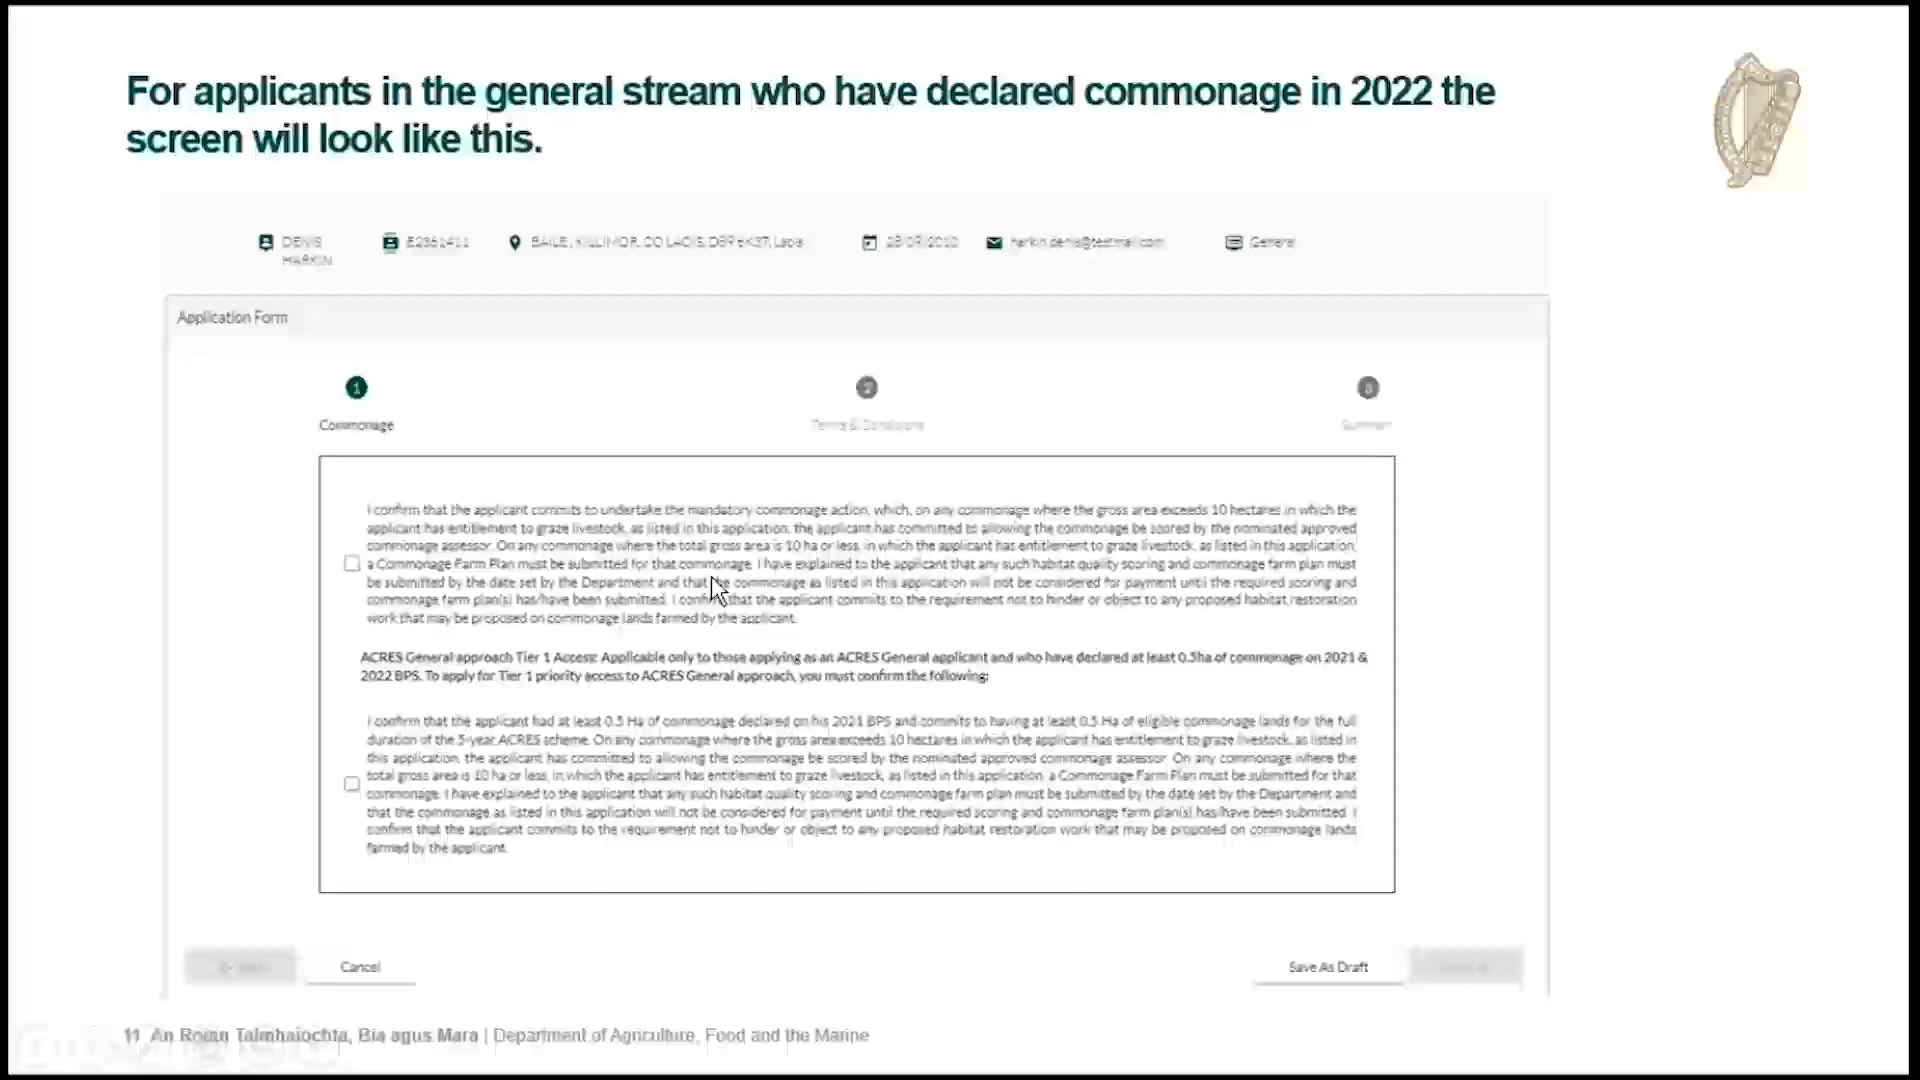 For applicants in the general stream who have declared commonage in 2022 the
screen will look like this.
DENIS
HARKIN
General
Application Form
1
2
3
Commonage
Terms & Conditions
Summary
I confirm that the applicant commits to undertake the mandatory commonage action, which, on any commonage where the gross area exceeds 10 hectares in which the
applicant has entitlement to graze livestock, as listed in this application, the applicant has committed to allowing the commonage be scored by the nominated approved
commonage assessor. On any commonage where the total gross area is 10 ha or less, in which the applicant has entitlement to graze livestock, as listed in this application,
a Commonage Farm Plan must be submitted for that commonage. I have explained to the applicant that any such habitat quality scoring and commonage farm plan must
be submitted by the date set by the Department and that the commonage as listed in this application will not be considered for payment until the required scoring and
commonage farm plan(s) has/have been submitted. I confirm that the applicant commits to the requirement not to hinder or object to any proposed habitat restoration
work that may be proposed on commonage lands farmed by the applicant.
ACRES General approach Tier 1 Access: Applicable only to those applying as an ACRES General applicant and who have declared at least 0.5ha of commonage on 2021 &
2022 BPS. To apply for Tier 1 priority access to ACRES General approach, you must confirm the following:
I confirm that the applicant had at least 0.5 Ha of commonage declared on his 2021 BPS and commits to having at least 0.5 Ha of eligible commonage lands for the full
duration of the 5-year ACRES scheme. On any commonage where the gross area exceeds 10 hectares in which the applicant has entitlement to graze livestock, as listed in
this application, the applicant has committed to allowing the commonage be scored by the nominated approved commonage assessor. On any commonage where the
total gross area is 10 ha or less, in which the applicant has entitlement to graze livestock, as listed in this application, a Commonage Farm Plan must be submitted for that
commonage. I have explained to the applicant that any such habitat quality scoring and commonage farm plan must be submitted by the date set by the Department and
that the commonage as listed in this application will not be considered for payment until the required scoring and commonage farm plan(s) has/have been submitted. I
confirm that the applicant commits to the requirement not to hinder or object to any proposed habitat restoration work that may be proposed on commonage lands
farmed by the applicant.
Cancel
Save As Draft
11 An Roinn Talmhaíochta, Bia agus Mara | Department of Agriculture, Food and the Marine